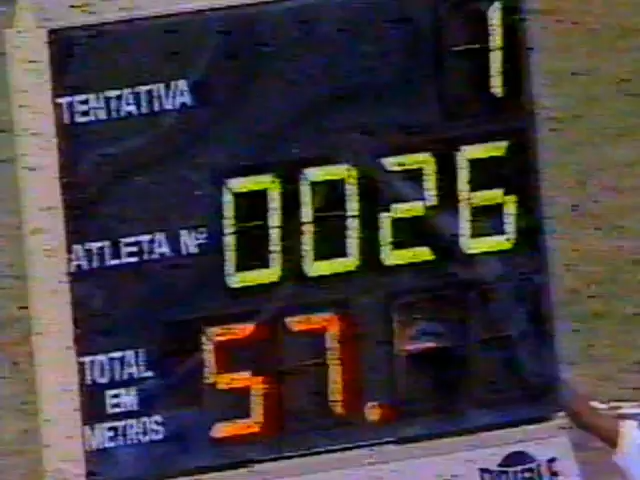 TENTATIVA 1
ATLETA Nº 0026
TOTAL EM METROS 57.